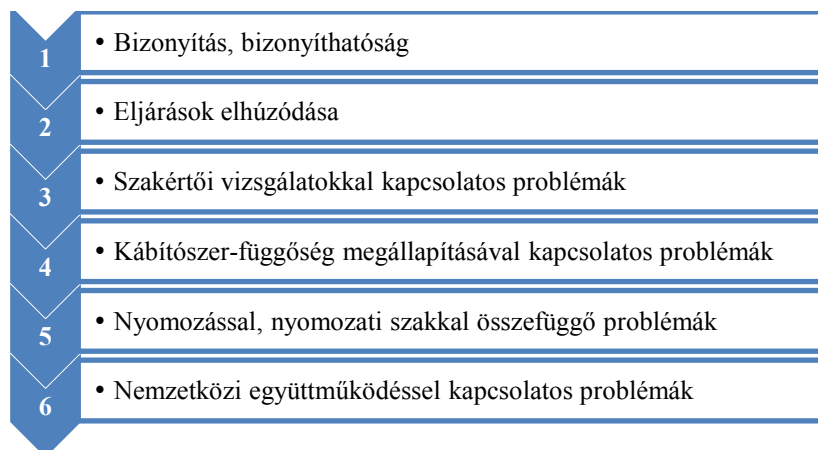 1 • Bizonyítás, bizonyíthatóság
2 • Eljárások elhúzódása
3 • Szakértői vizsgálatokkal kapcsolatos problémák
4 • Kábítószer-függőség megállapításával kapcsolatos problémák
5 • Nyomozással, nyomozati szakkal összefüggő problémák
6 • Nemzetközi együttműködéssel kapcsolatos problémák